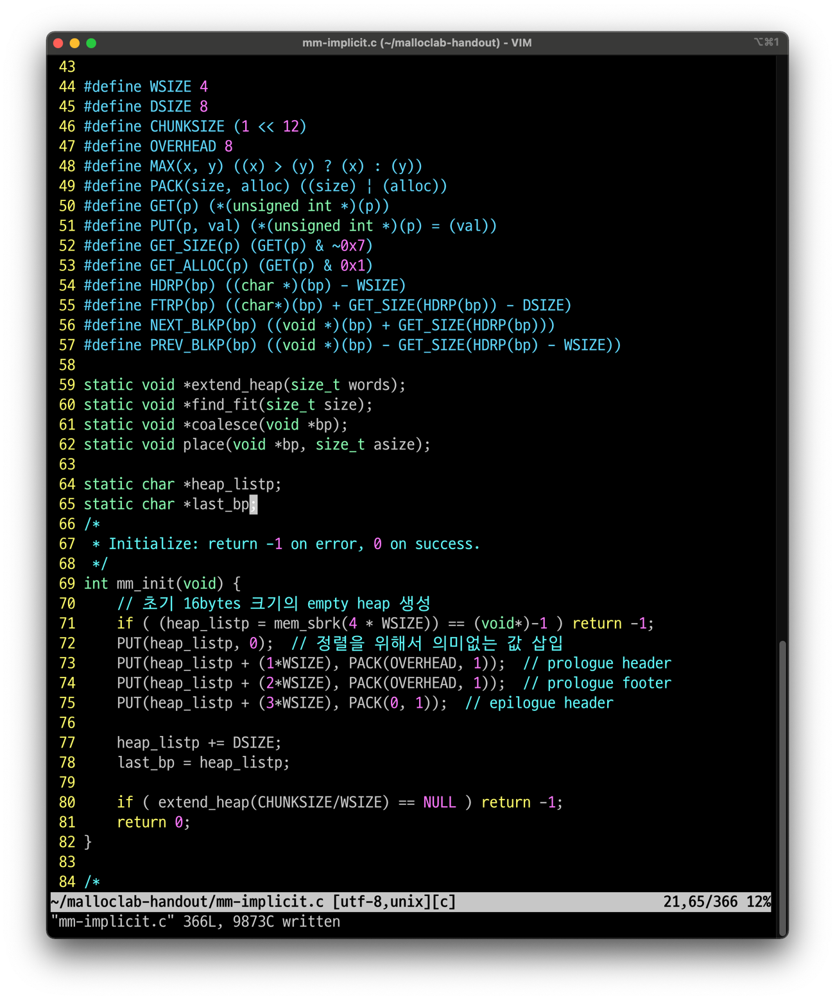 mm-implicit.c (~/malloclab-handout) - VIM
⌥⌘1
43
44 #define WSIZE 4
45 #define DSIZE 8
46 #define CHUNKSIZE (1 << 12)
47 #define OVERHEAD 8
48 #define MAX(x, y) ((x) > (y) ? (x) : (y))
49 #define PACK(size, alloc) ((size) | (alloc))
50 #define GET(p) (*(unsigned int *)(p))
51 #define PUT(p, val) (*(unsigned int *)(p) = (val))
52 #define GET_SIZE(p) (GET(p) & ~0x7)
53 #define GET_ALLOC(p) (GET(p) & 0x1)
54 #define HDRP(bp) ((char *)(bp) - WSIZE)
55 #define FTRP(bp) ((char*)(bp) + GET_SIZE(HDRP(bp)) - DSIZE)
56 #define NEXT_BLKP(bp) ((void *)(bp) + GET_SIZE(HDRP(bp)))
57 #define PREV_BLKP(bp) ((void *)(bp) - GET_SIZE(HDRP(bp) - WSIZE))
58
59 static void *extend_heap(size_t words);
60 static void *find_fit(size_t size);
61 static void *coalesce(void *bp);
62 static void place(void *bp, size_t asize);
63
64 static char *heap_listp;
65 static char *last_bp;
66 /*
67  * Initialize: return -1 on error, 0 on success.
68  */
69 int mm_init(void) {
70     // 초기 16bytes 크기의 empty heap 생성
71     if ( (heap_listp = mem_sbrk(4 * WSIZE)) == (void*)-1 ) return -1;
72     PUT(heap_listp, 0);  // 정렬을 위해서 의미없는 값 삽입
73     PUT(heap_listp + (1*WSIZE), PACK(OVERHEAD, 1));  // prologue header
74     PUT(heap_listp + (2*WSIZE), PACK(OVERHEAD, 1));  // prologue footer
75     PUT(heap_listp + (3*WSIZE), PACK(0, 1));  // epilogue header
76
77     heap_listp += DSIZE;
78     last_bp = heap_listp;
79
80     if ( extend_heap(CHUNKSIZE/WSIZE) == NULL ) return -1;
81     return 0;
82 }
83
84 /*
~/malloclab-handout/mm-implicit.c [utf-8,unix][c] 21,65/366 12%
"mm-implicit.c" 366L, 9873C written